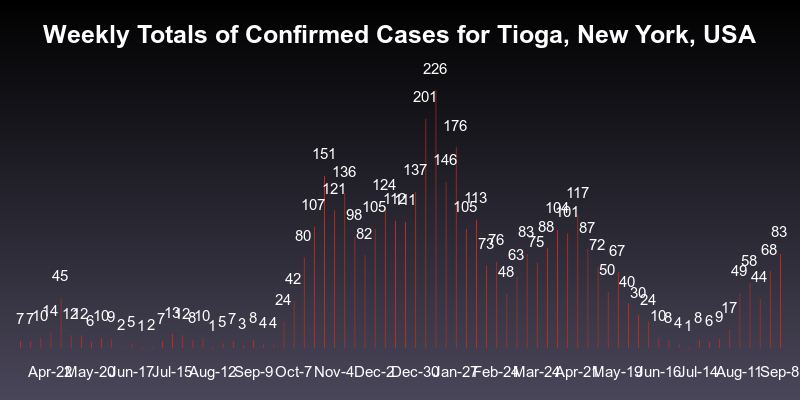 Weekly Totals of Confirmed Cases for Tioga, New York, USA
7 7 10 14 45 12 12 6 10 9 2 5 1 2 7 13 12 8 10 1 5 7 3 8 4 4 24 42 80 107 151 121 136 98 82 105 124 112 111 137 201 226 146 176 105 113 73 76 48 63 83 75 88 104 101 117 87 72 50 67 40 30 24 10 8 4 1 8 6 9 17 49 58 44 68 83
Apr-22 May-20 Jun-17 Jul-15 Aug-12 Sep-9 Oct-7 Nov-4 Dec-2 Dec-30 Jan-27 Feb-24 Mar-24 Apr-21 May-19 Jun-16 Jul-14 Aug-11 Sep-8